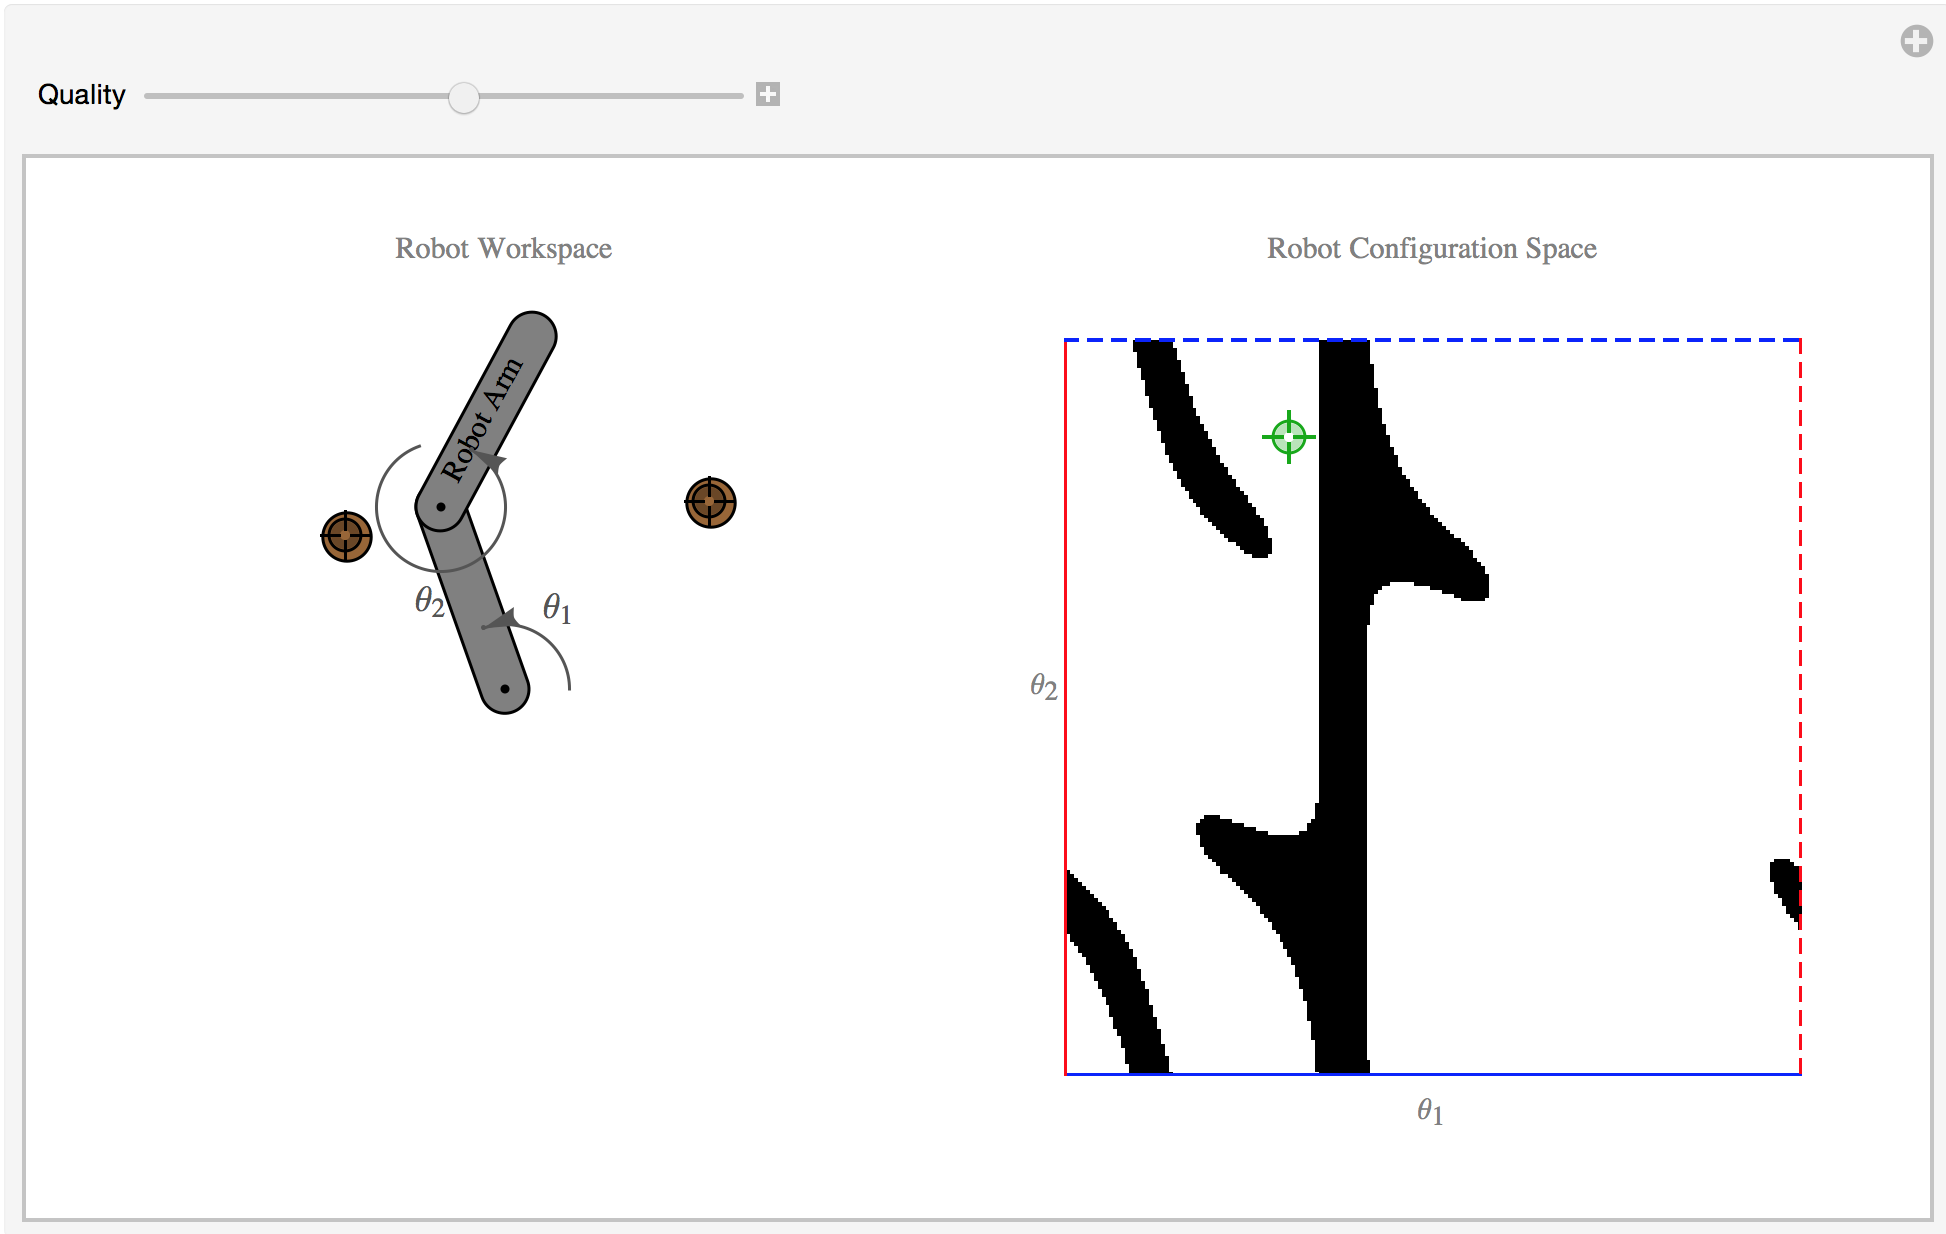 Quality
Robot Workspace
Robot Configuration Space
Robot Arm
θ2
θ1
θ2
θ1